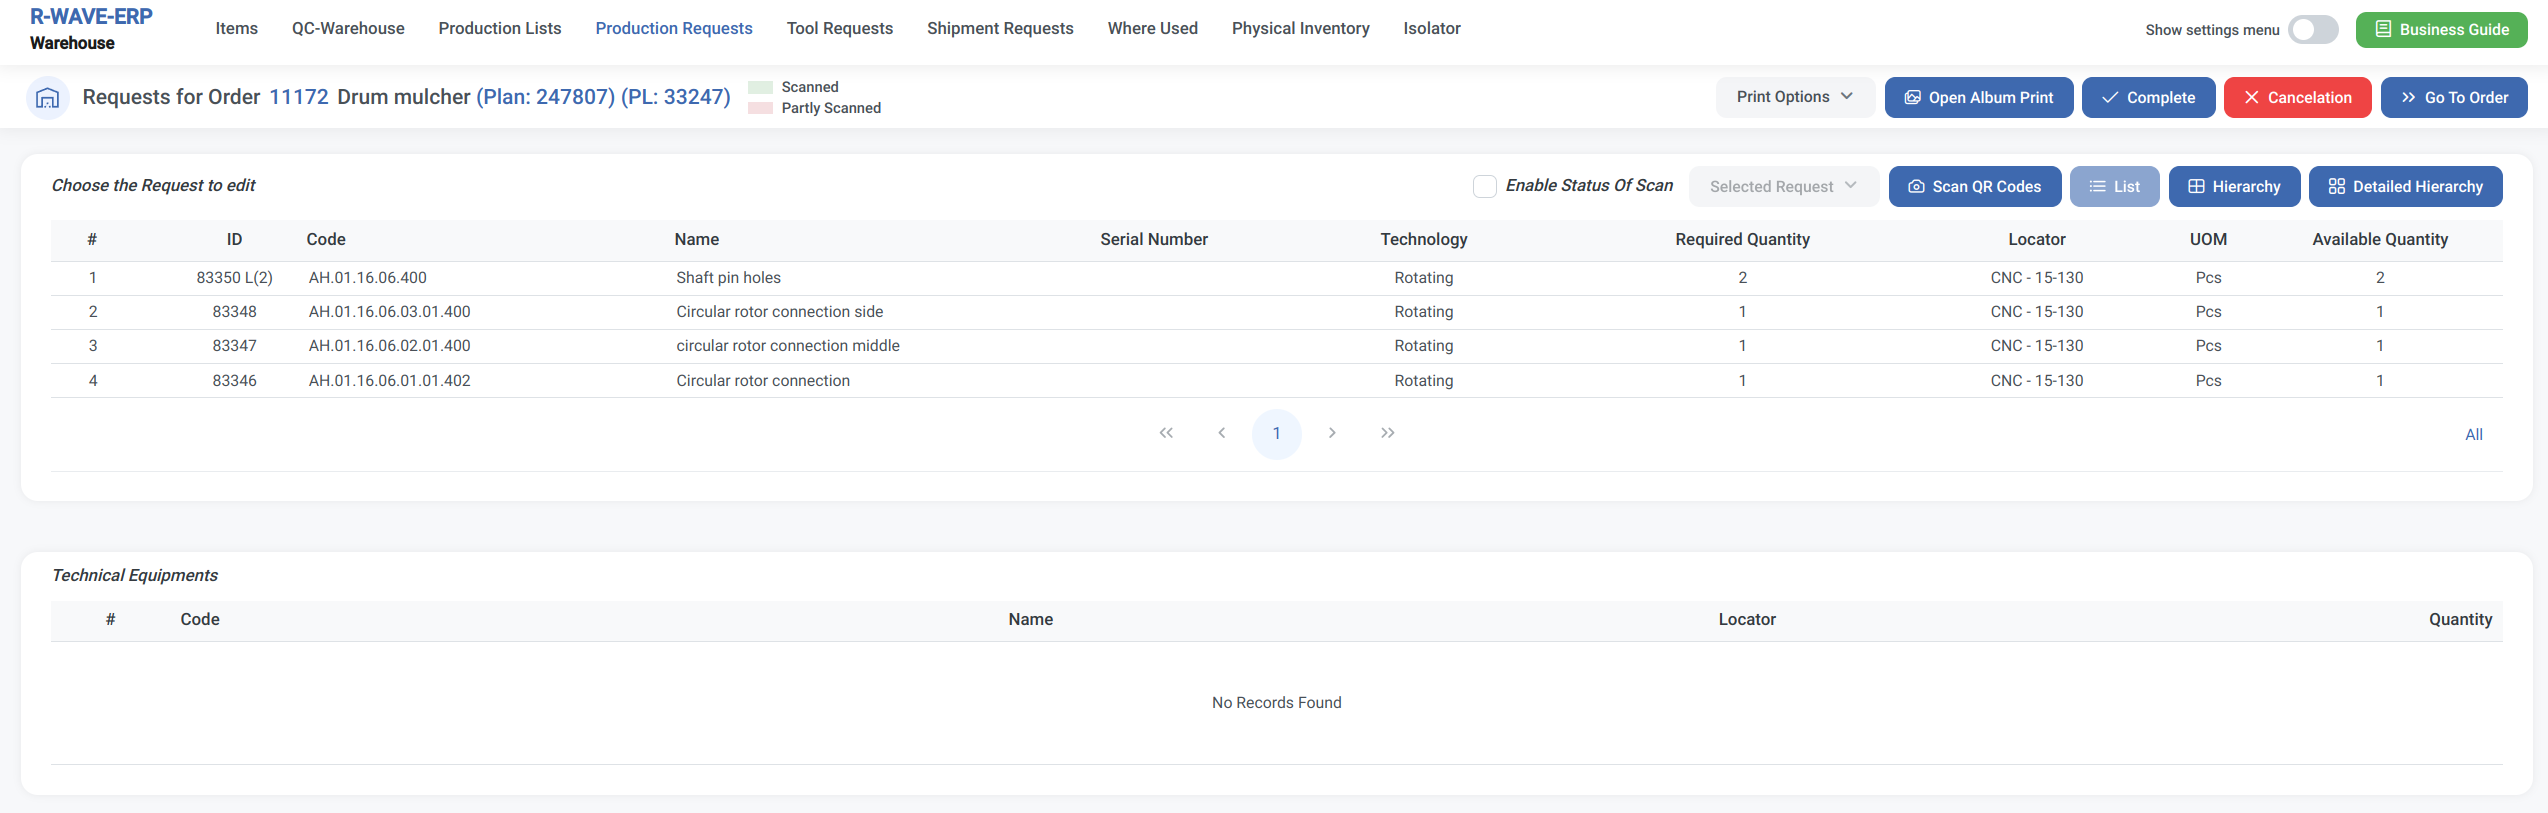 R-WAVE-ERP
Warehouse
Items QC-Warehouse Production Lists Production Requests Tool Requests Shipment Requests Where Used Physical Inventory Isolator
Show settings menu Business Guide
Requests for Order 11172 Drum mulcher (Plan: 247807) (PL: 33247)
Scanned
Partly Scanned
Print Options Open Album Print Complete Cancelation Go To Order
Choose the Request to edit
Enable Status Of Scan Selected Request Scan QR Codes List Hierarchy Detailed Hierarchy
# ID Code Name Serial Number Technology Required Quantity Locator UOM Available Quantity
1 83350 L(2) AH.01.16.06.400 Shaft pin holes Rotating 2 CNC - 15-130 Pcs 2
2 83348 AH.01.16.06.03.01.400 Circular rotor connection side Rotating 1 CNC - 15-130 Pcs 1
3 83347 AH.01.16.06.02.01.400 circular rotor connection middle Rotating 1 CNC - 15-130 Pcs 1
4 83346 AH.01.16.06.01.01.402 Circular rotor connection Rotating 1 CNC - 15-130 Pcs 1
1
All
Technical Equipments
# Code Name Locator Quantity
No Records Found